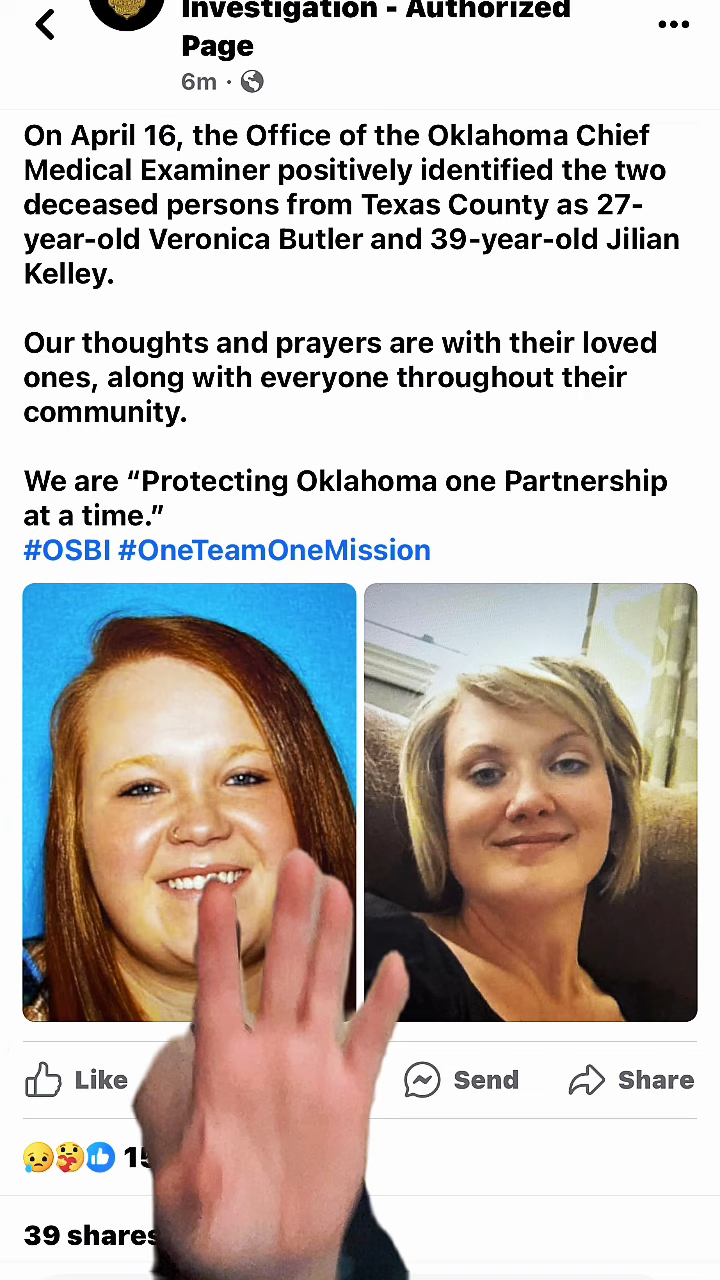 Investigation - Authorized
Page
6m ·
On April 16, the Office of the Oklahoma Chief
Medical Examiner positively identified the two
deceased persons from Texas County as 27-
year-old Veronica Butler and 39-year-old Jilian
Kelley.
Our thoughts and prayers are with their loved
ones, along with everyone throughout their
community.
We are “Protecting Oklahoma one Partnership
at a time.”
#OSBI #OneTeamOneMission
Like
Send
Share
39 shares